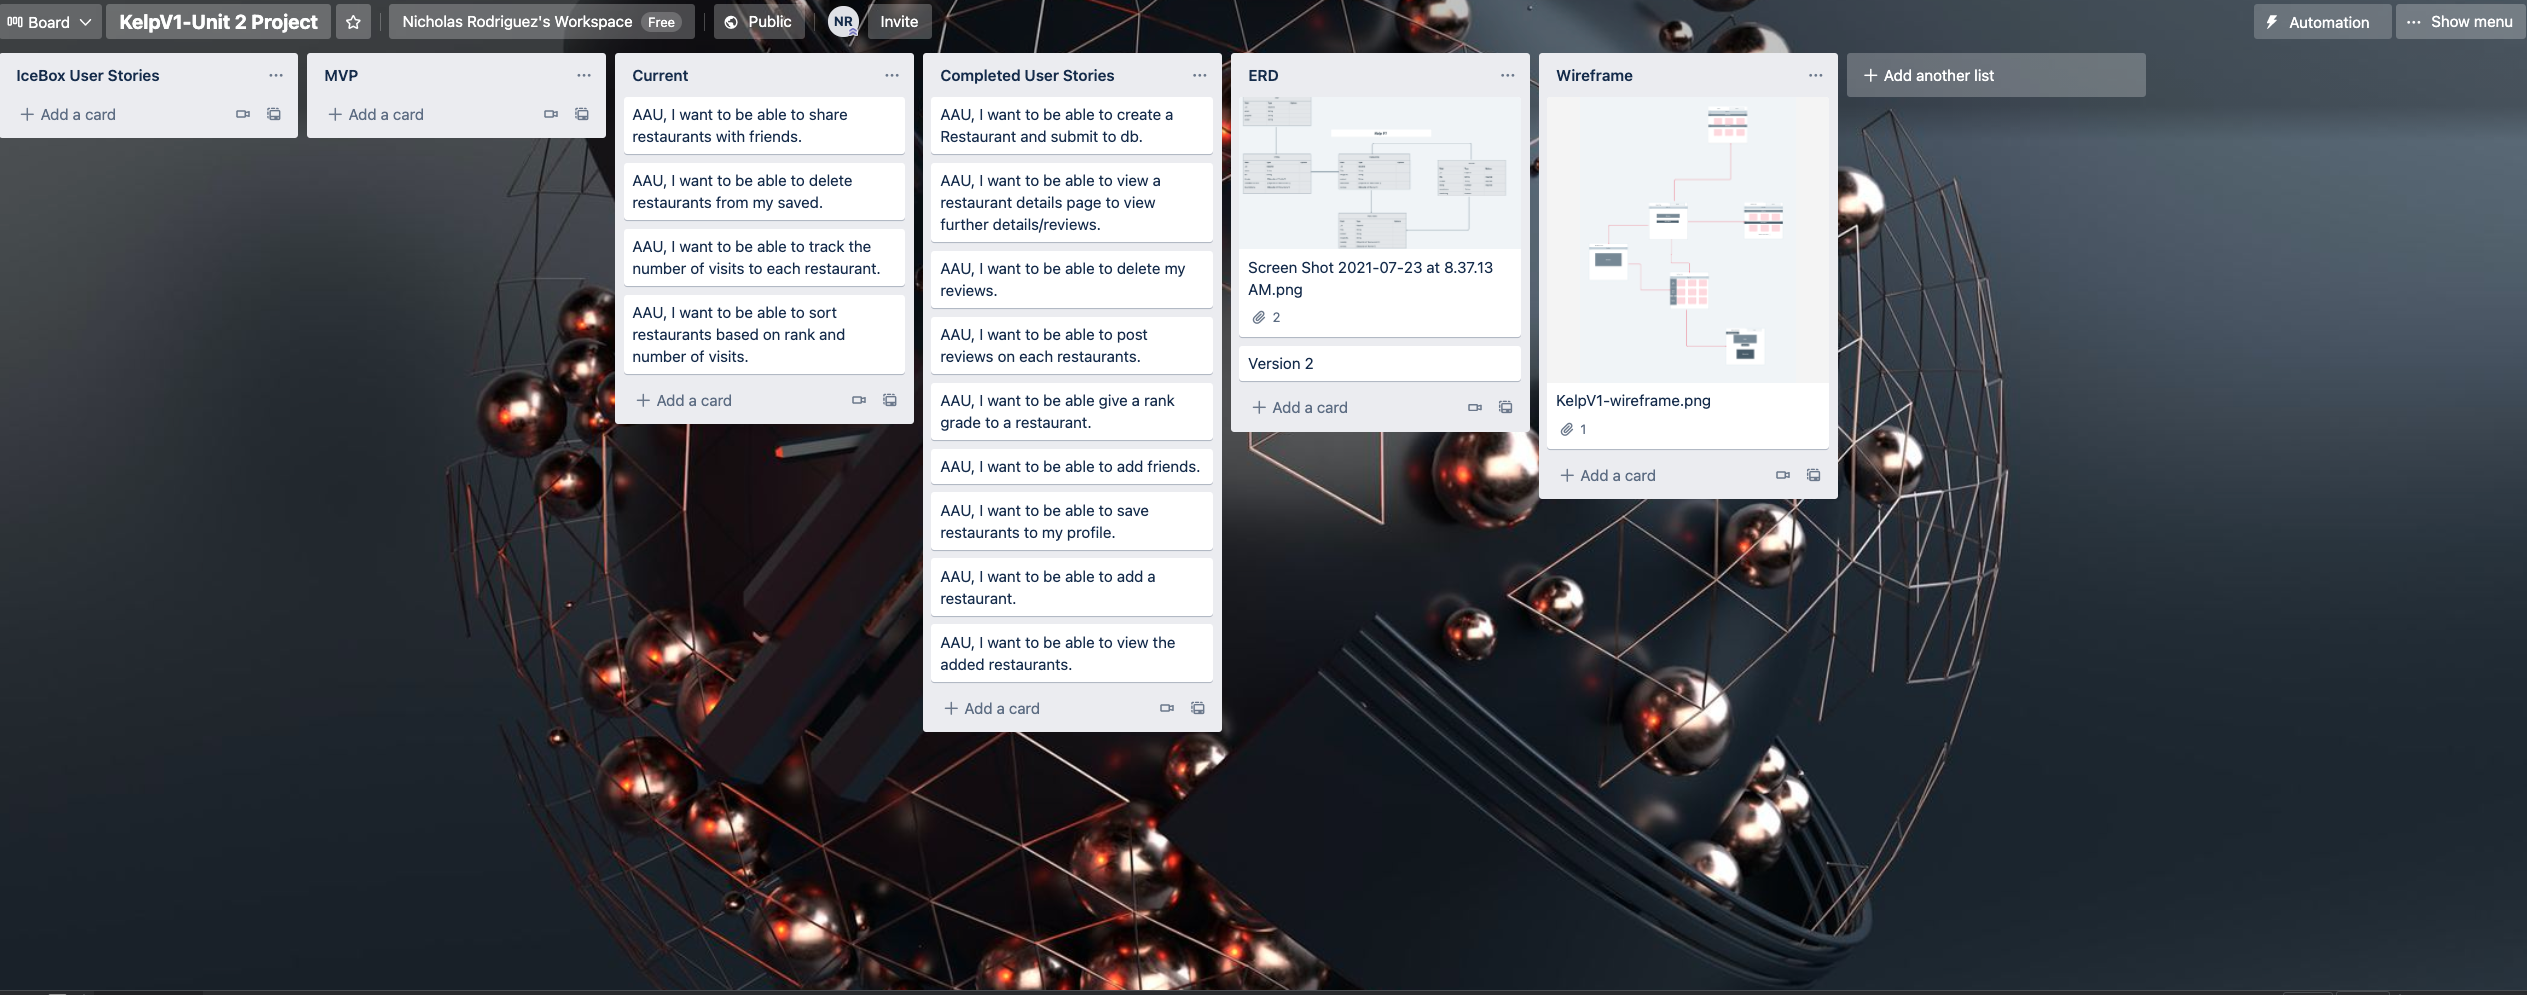 Board
KelpV1-Unit 2 Project
Nicholas Rodriguez's Workspace Free
Public
NR
Invite
Automation
Show menu
IceBox User Stories
Add a card
MVP
Add a card
Current
AAU, I want to be able to share
restaurants with friends.
AAU, I want to be able to delete
restaurants from my saved.
AAU, I want to be able to track the
number of visits to each restaurant.
AAU, I want to be able to sort
restaurants based on rank and
number of visits.
Add a card
Completed User Stories
AAU, I want to be able to create a
Restaurant and submit to db.
AAU, I want to be able to view a
restaurant details page to view
further details/reviews.
AAU, I want to be able to delete my
reviews.
AAU, I want to be able to post
reviews on each restaurants.
AAU, I want to be able give a rank
grade to a restaurant.
AAU, I want to be able to add friends.
AAU, I want to be able to save
restaurants to my profile.
AAU, I want to be able to add a
restaurant.
AAU, I want to be able to view the
added restaurants.
Add a card
ERD
Screen Shot 2021-07-23 at 8.37.13
AM.png
2
Version 2
Add a card
Wireframe
KelpV1-wireframe.png
1
Add a card
Add another list